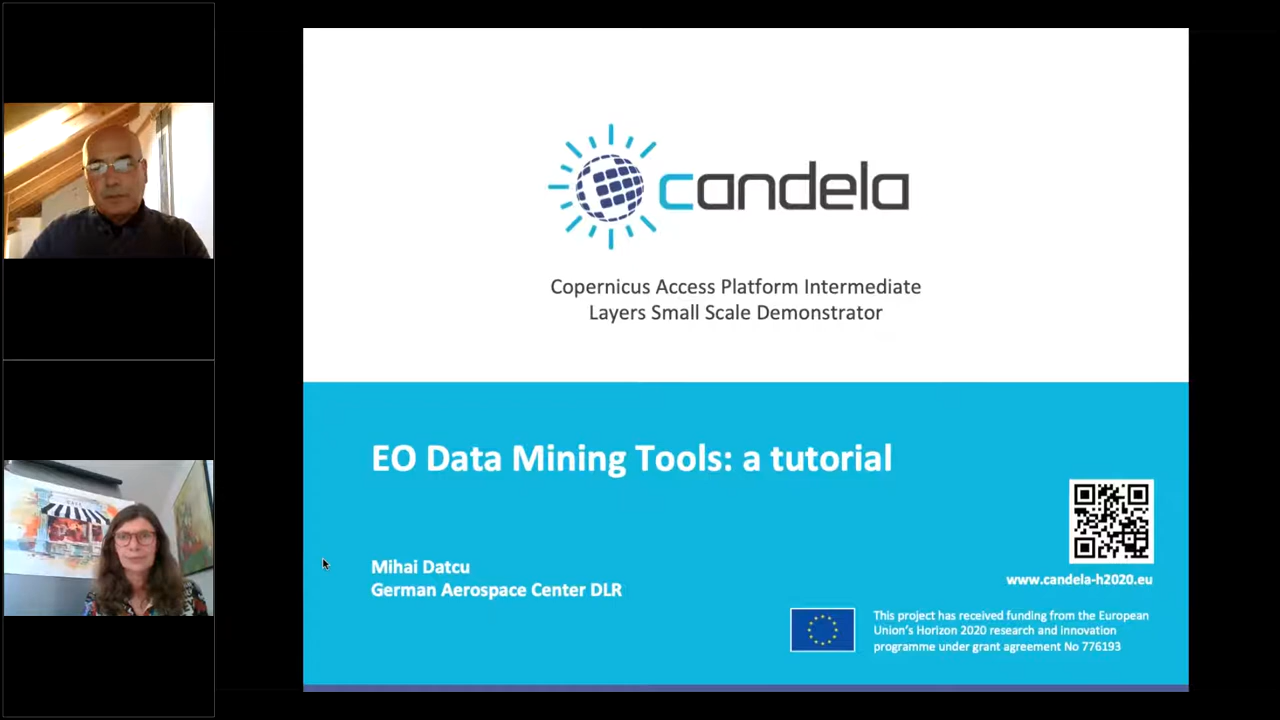 candela
Copernicus Access Platform Intermediate
Layers Small Scale Demonstrator
EO Data Mining Tools: a tutorial
Mihai Datcu
German Aerospace Center DLR
www.candela-h2020.eu
This project has received funding from the European
Union's Horizon 2020 research and innovation
programme under grant agreement No 776193